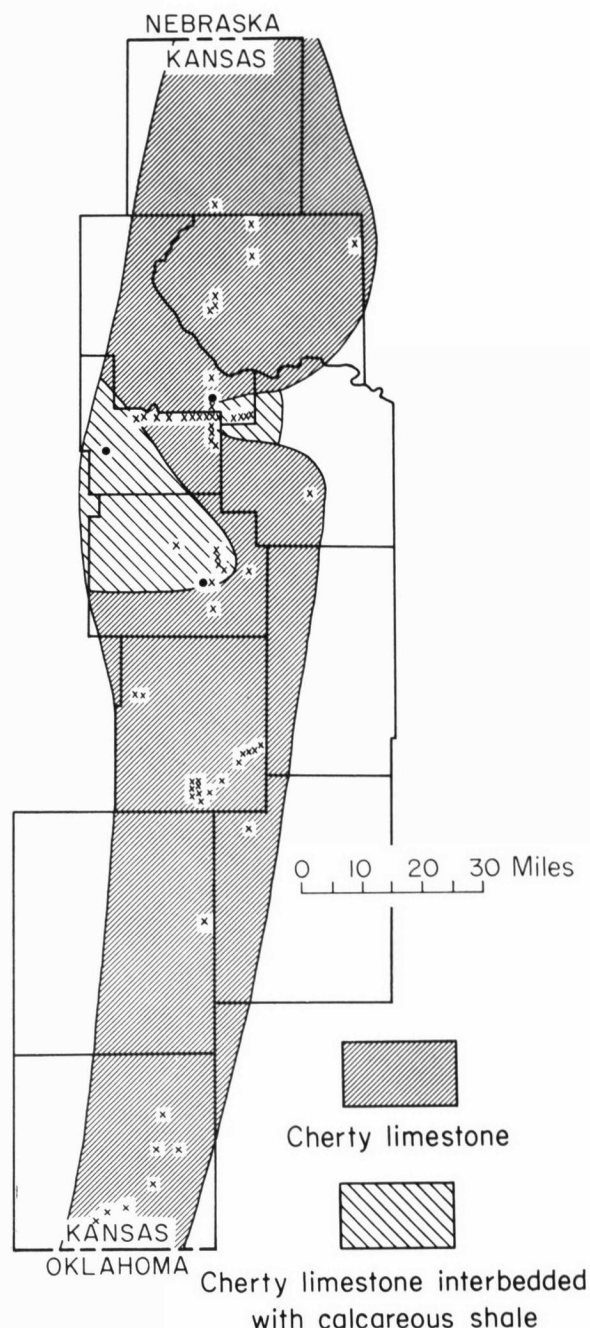 NEBRASKA
KANSAS
0 10 20 30 Miles
Cherty limestone
KANSAS
OKLAHOMA
Cherty limestone interbedded
with calcareous shale